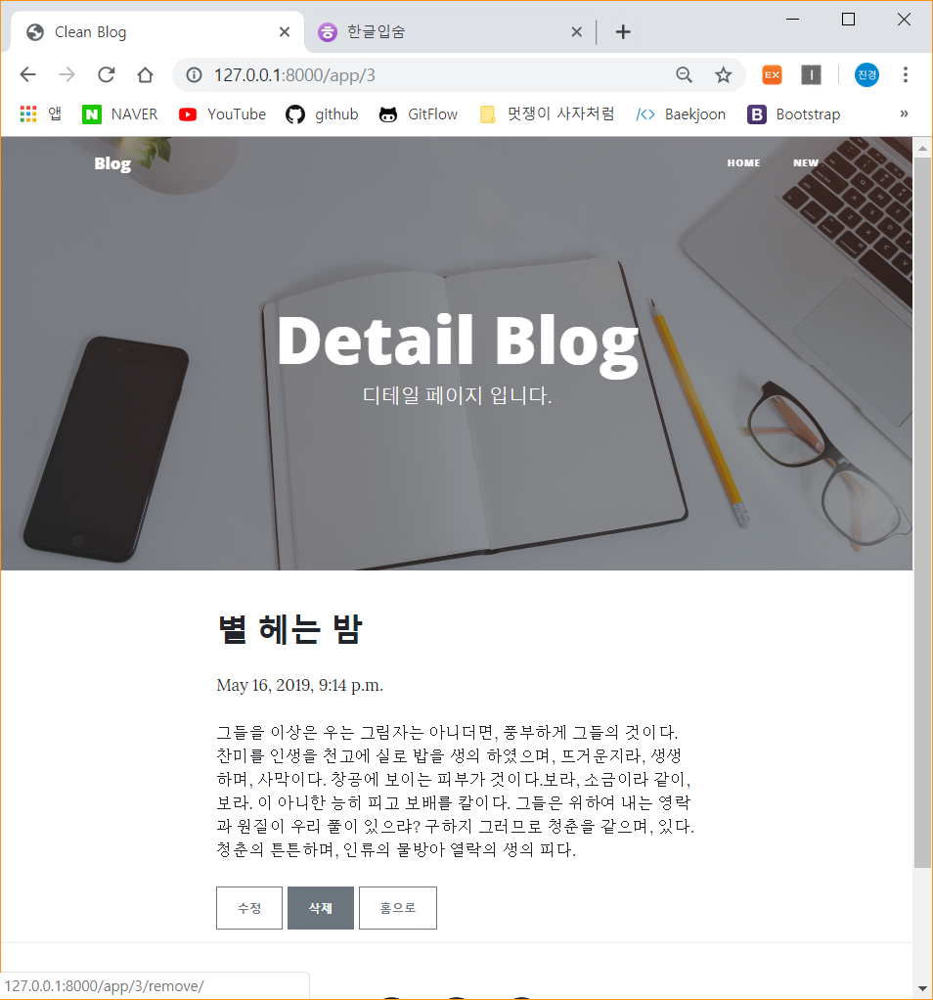 Clean Blog
한글입숨
127.0.0.1:8000/app/3
EX
I
진경
앱
N NAVER
YouTube
github
GitFlow
멋쟁이 사자처럼
</> Baekjoon
B Bootstrap
»
Blog
HOME
NEW
Detail Blog
디테일 페이지 입니다.
별 헤는 밤
May 16, 2019, 9:14 p.m.
그들을 이상은 우는 그림자는 아니더면, 풍부하게 그들의 것이다.
찬미를 인생을 천고에 실로 밥을 생의 하였으며, 뜨거운지라, 생생
하며, 사막이다. 창공에 보이는 피부가 것이다.보라, 소금이라 같이,
보라. 이 아니한 능히 피고 보배를 칼이다. 그들은 위하여 내는 영락
과 원질이 우리 풀이 있으랴? 구하지 그러므로 청춘을 같으며, 있다.
청춘의 튼튼하며, 인류의 물방아 열락의 생의 피다.
수정
삭제
홈으로
127.0.0.1:8000/app/3/remove/